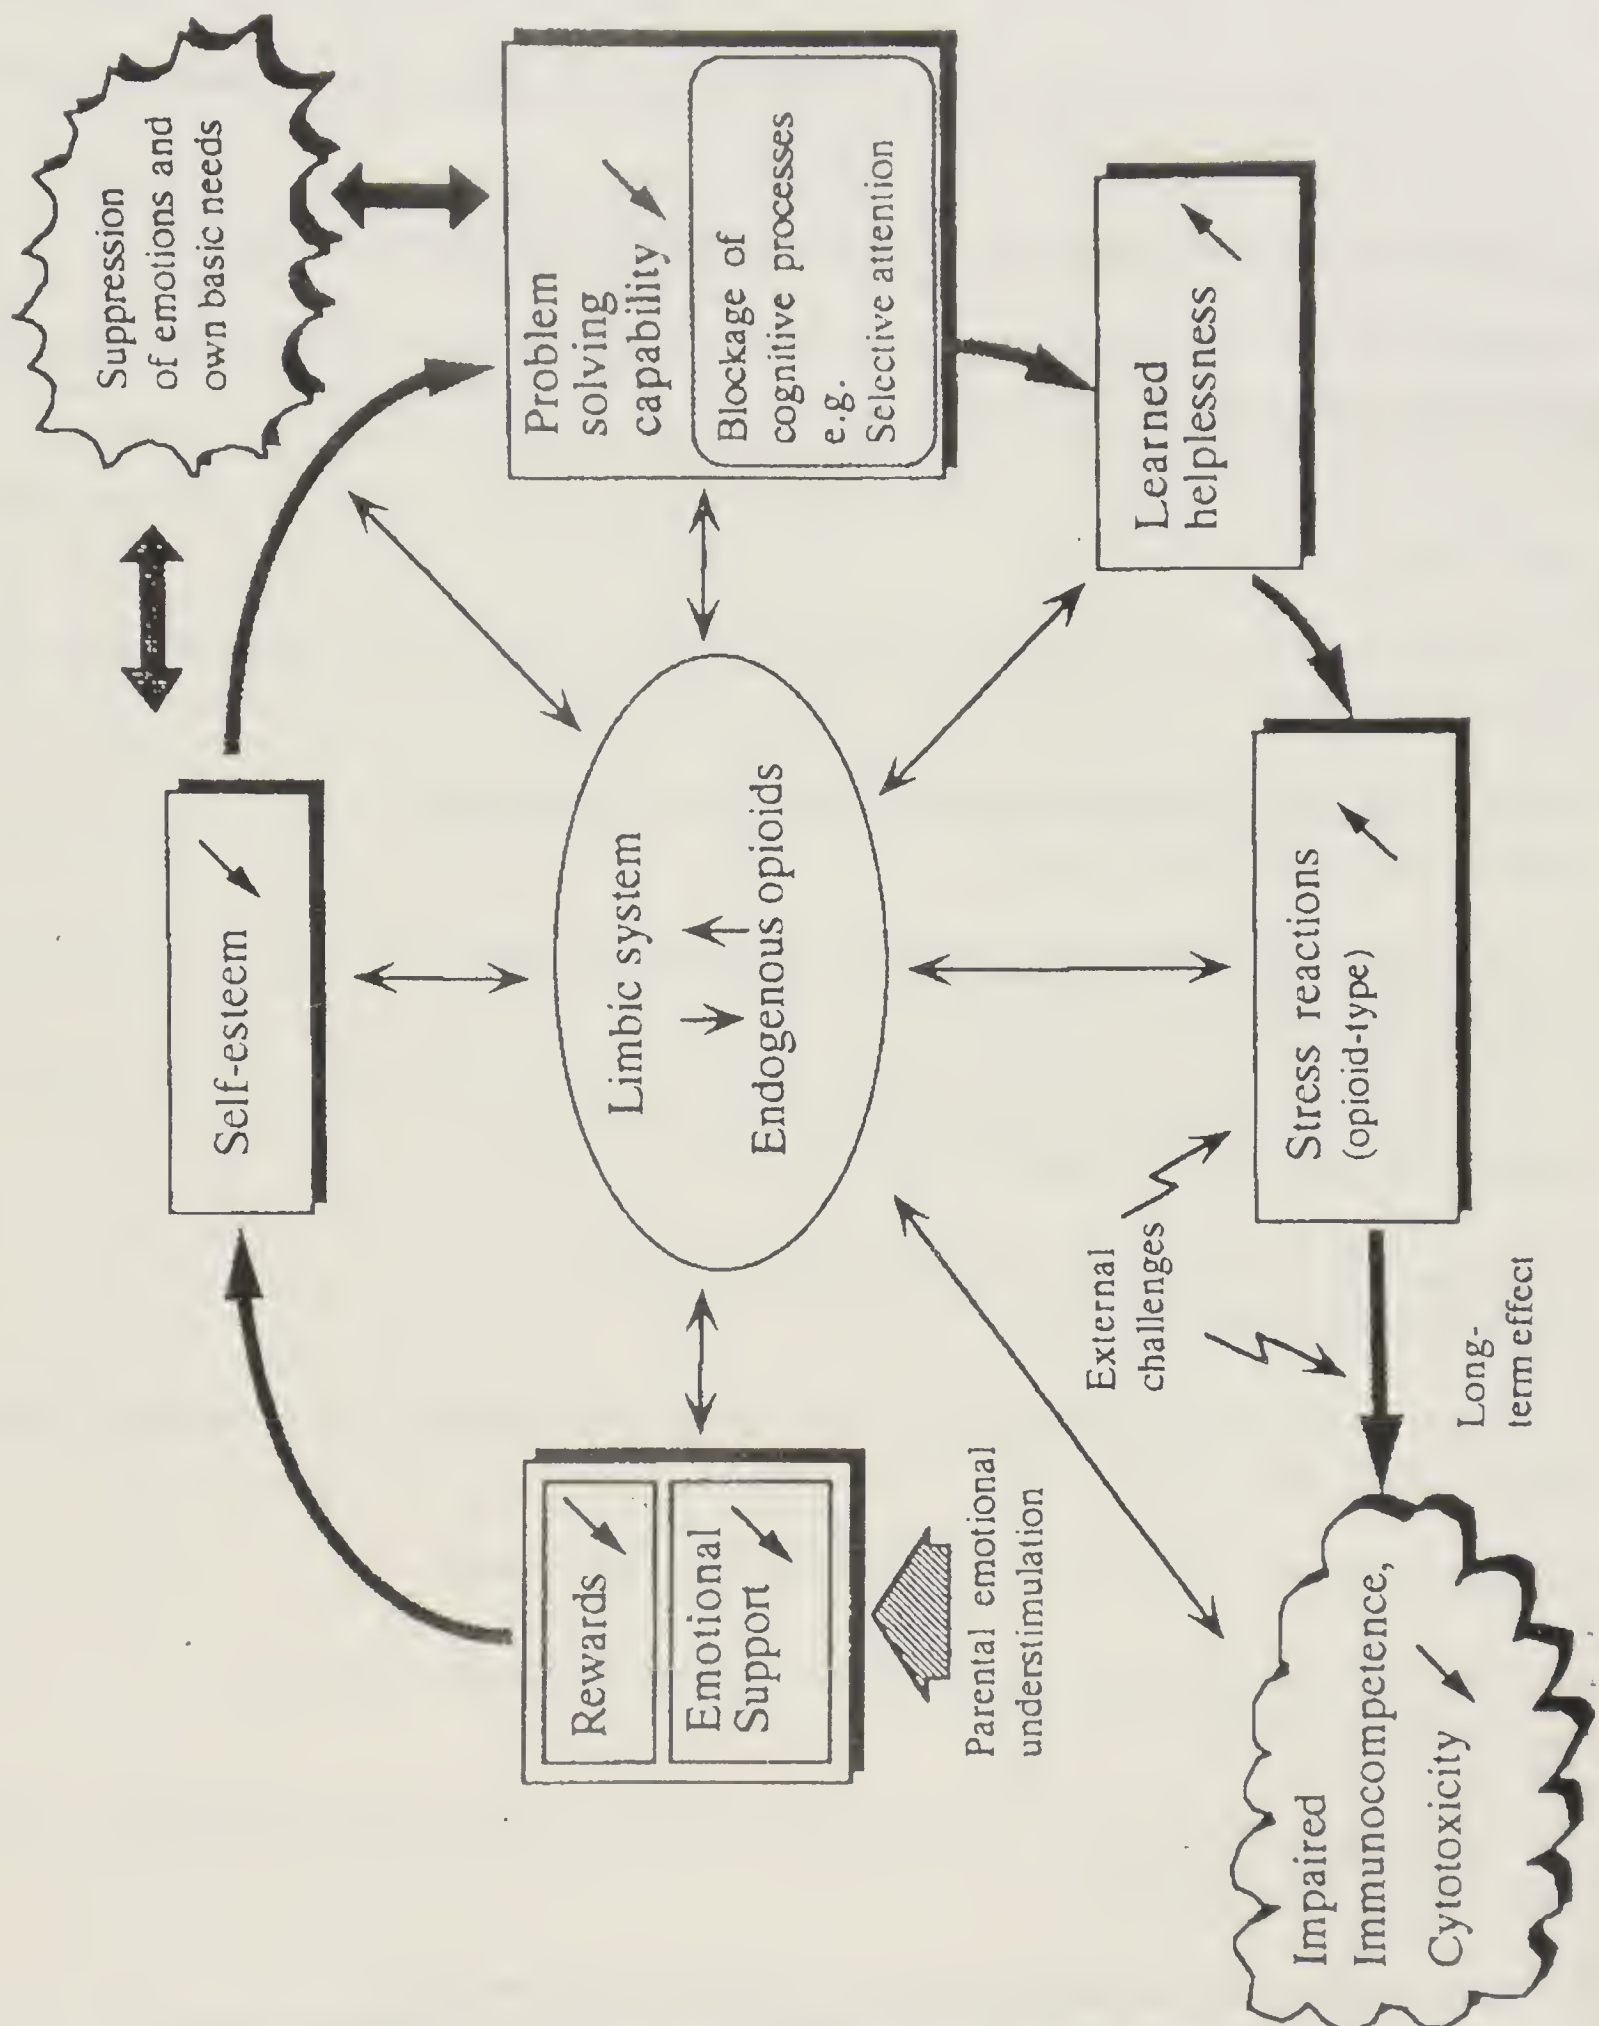 Suppression
of emotions and
own basic needs
Self-esteem
Problem
solving
capability
Blockage of
cognitive processes
e.g.
Selective attention
Rewards
Emotional
Support
Limbic system
Endogenous opioids
Parental emotional
understimulation
External
challenges
Learned
helplessness
Stress reactions
(opioid-type)
Long-
term effect
Impaired
Immunocompetence,
Cytotoxicity